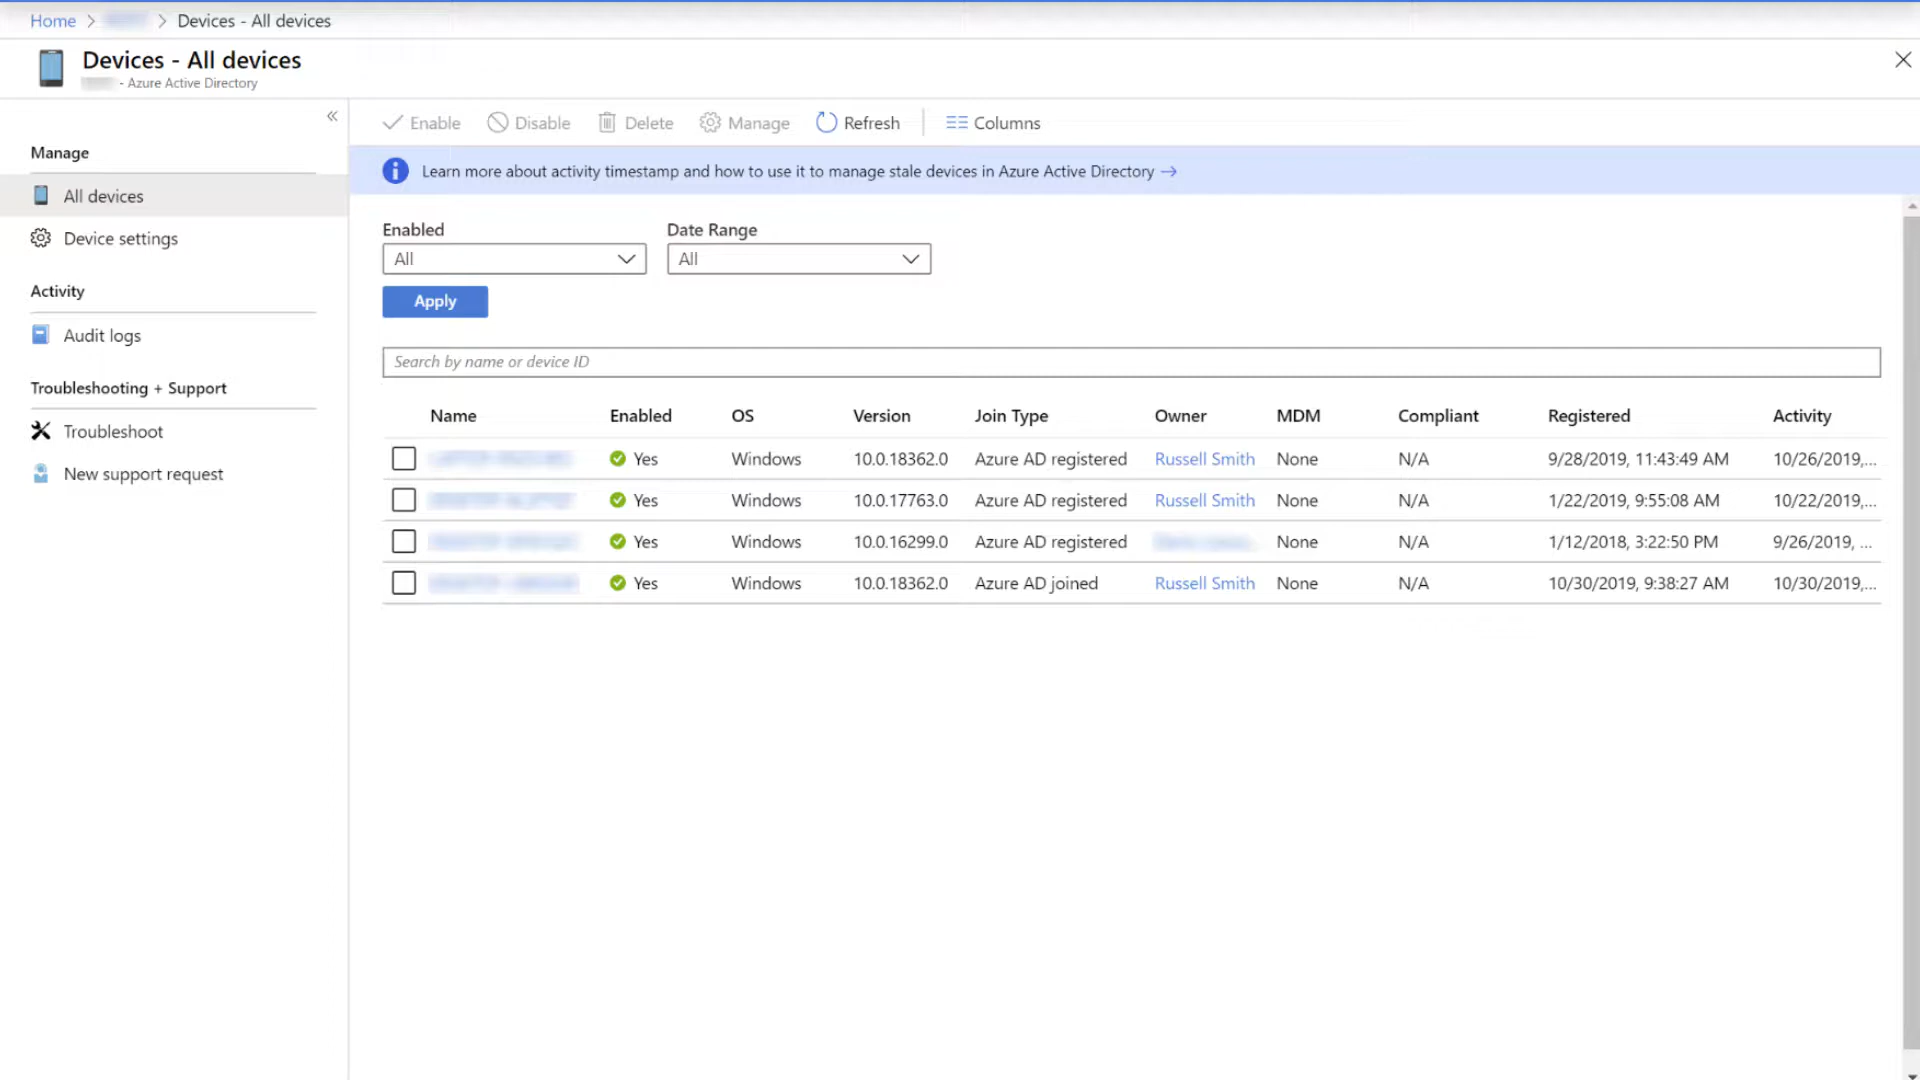 Home > Devices - All devices
Devices - All devices
- Azure Active Directory
«
Manage
All devices
Device settings
Activity
Audit logs
Troubleshooting + Support
Troubleshoot
New support request
Enable Disable Delete Manage Refresh Columns
Learn more about activity timestamp and how to use it to manage stale devices in Azure Active Directory →
Enabled Date Range
All All
Apply
Search by name or device ID
Name Enabled OS Version Join Type Owner MDM Compliant Registered Activity
Yes Windows 10.0.18362.0 Azure AD registered Russell Smith None N/A 9/28/2019, 11:43:49 AM 10/26/2019,...
Yes Windows 10.0.17763.0 Azure AD registered Russell Smith None N/A 1/22/2019, 9:55:08 AM 10/22/2019,...
Yes Windows 10.0.16299.0 Azure AD registered None N/A 1/12/2018, 3:22:50 PM 9/26/2019, ...
Yes Windows 10.0.18362.0 Azure AD joined Russell Smith None N/A 10/30/2019, 9:38:27 AM 10/30/2019,...